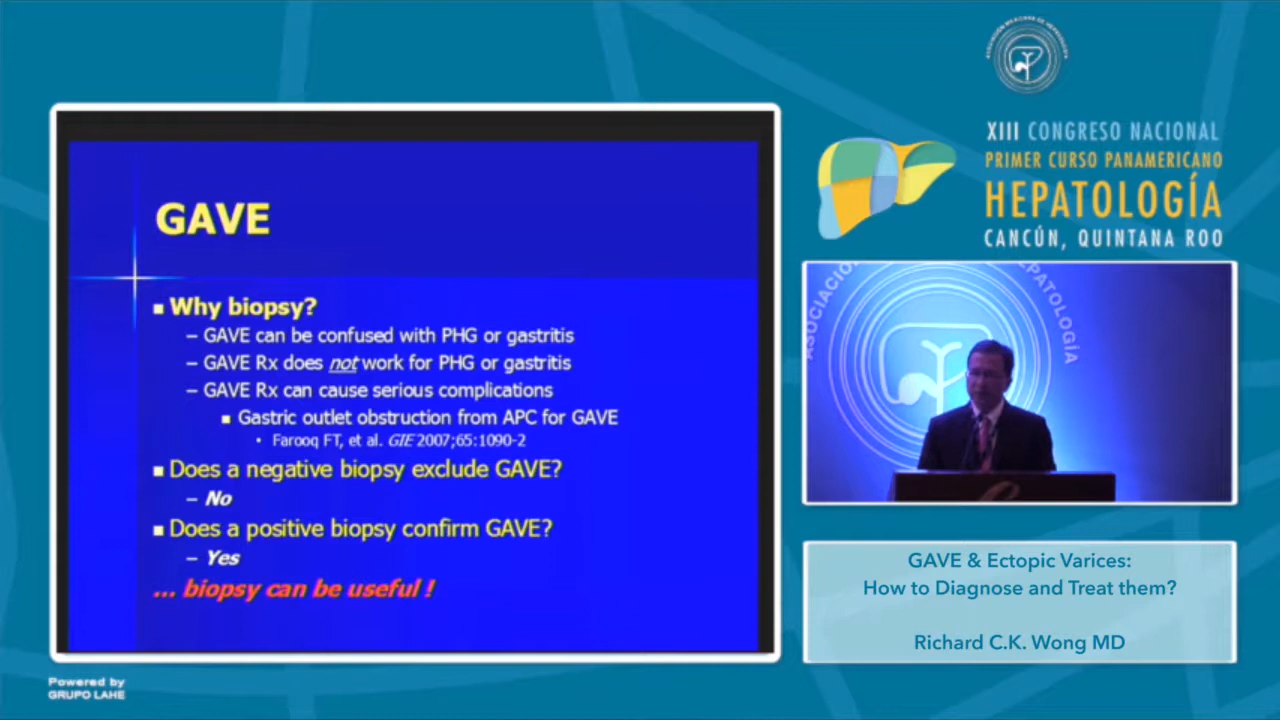 GAVE
Why biopsy?
– GAVE can be confused with PHG or gastritis
– GAVE Rx does not work for PHG or gastritis
– GAVE Rx can cause serious complications
Gastric outlet obstruction from APC for GAVE
• Farooq FT, et al. GIE 2007;65:1090-2
Does a negative biopsy exclude GAVE?
– No
Does a positive biopsy confirm GAVE?
– Yes
... biopsy can be useful !
ASOCIACIÓN MEXICANA DE HEPATOLOGÍA
XIII CONGRESO NACIONAL
PRIMER CURSO PANAMERICANO
HEPATOLOGÍA
CANCÚN, QUINTANA ROO
GAVE & Ectopic Varices:
How to Diagnose and Treat them?
Richard C.K. Wong MD
Powered by
GRUPO LAHE